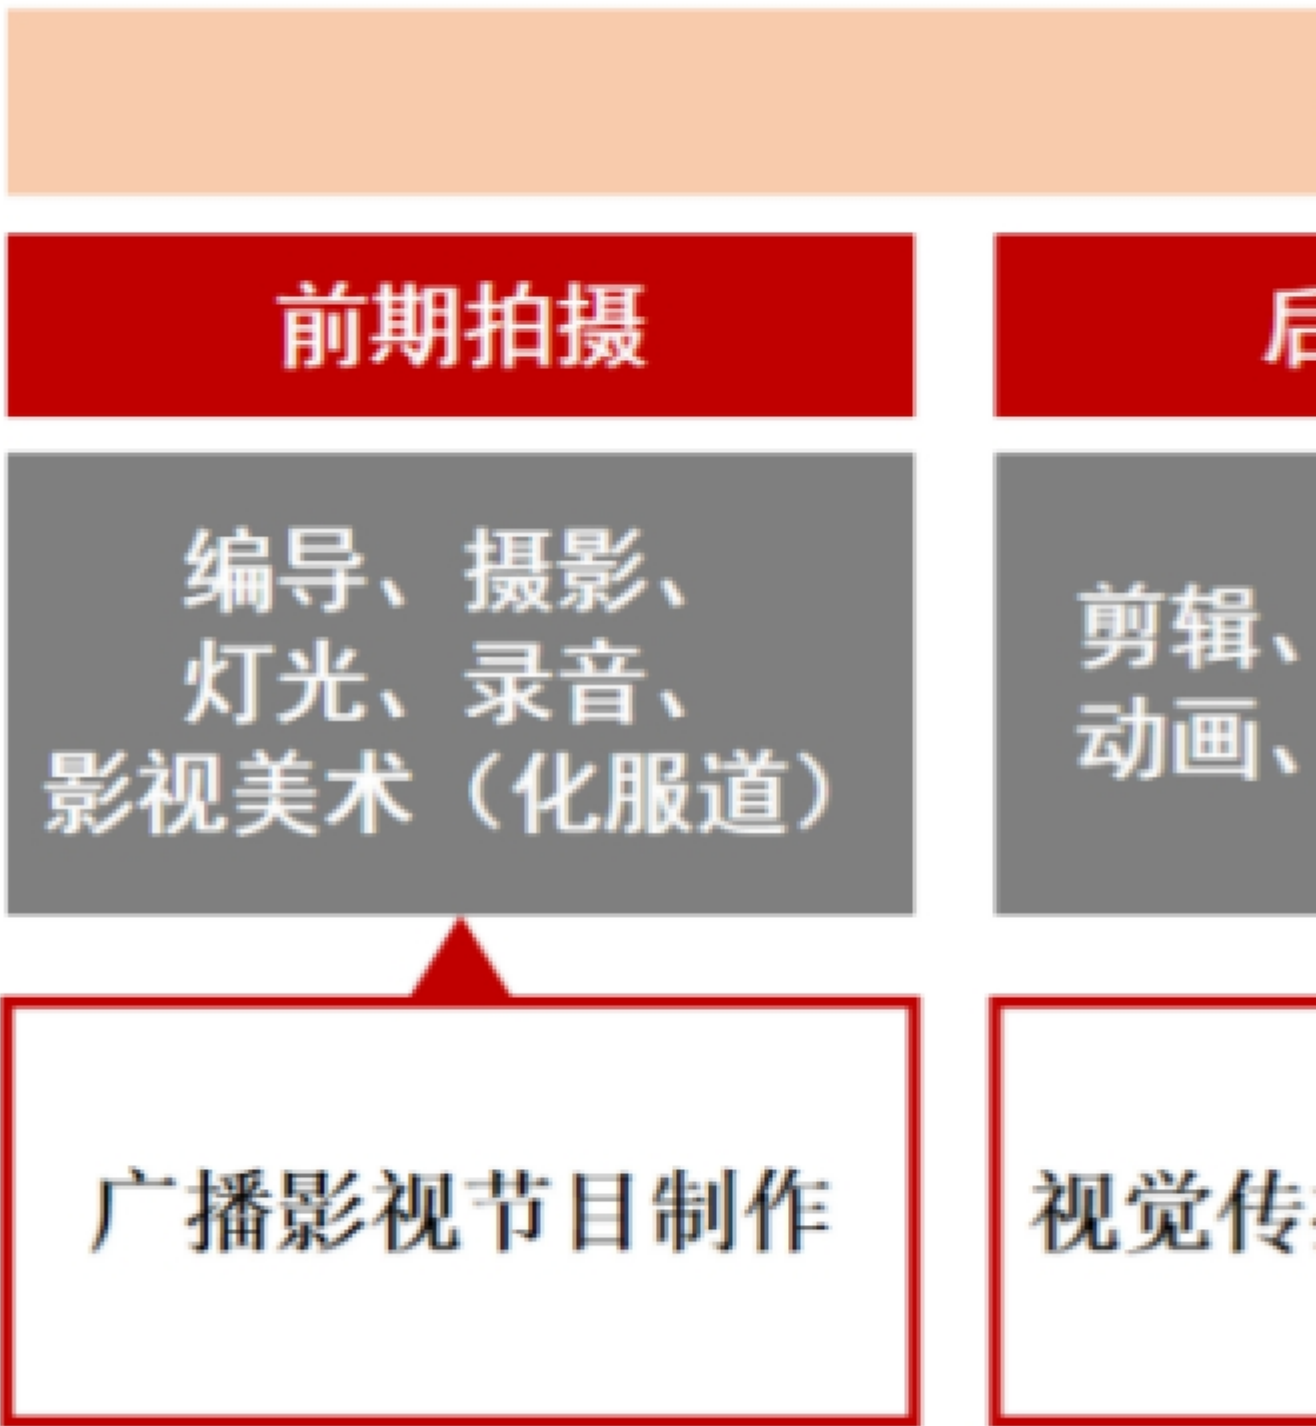 前期拍摄
后
编导、摄影、
灯光、录音、
影视美术（化服道）
剪辑、
动画、
广播影视节目制作
视觉传